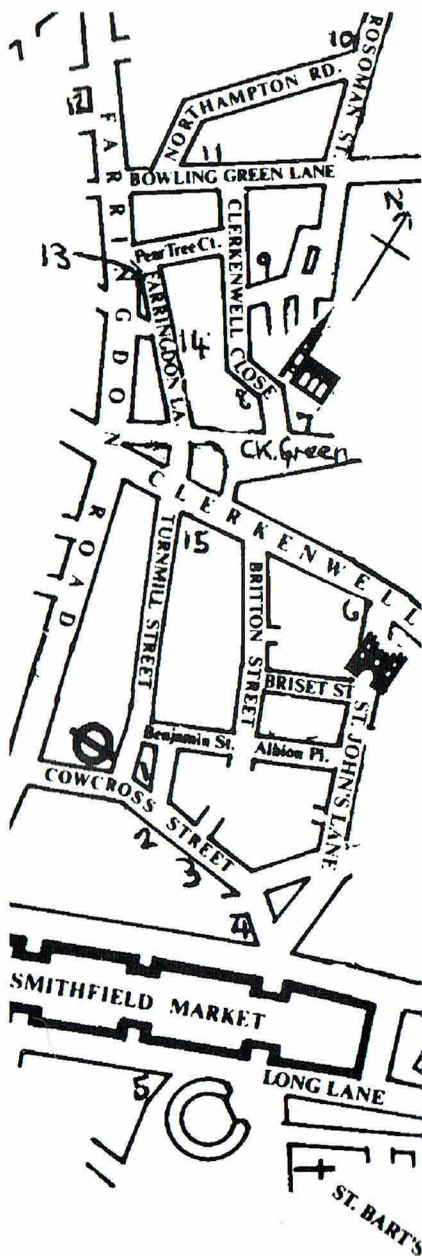 10
ROSOMAN ST.
NORTHAMPTON RD.
12
FARRINGDON ROAD
11
BOWLING GREEN LANE
CLERKENWELL CLOSE
Pear Tree Ct.
13
9
FARRINGDON LA.
14
8
7
CK. Green
CLERKENWELL
15
TURNMILL STREET
BRITTON STREET
6
BRISET ST
ST. JOHN'S LANE
Benjamin St.
Albion Pl.
1
COWCROSS STREET
2
3
4
SMITHFIELD MARKET
LONG LANE
5
ST. BART'S